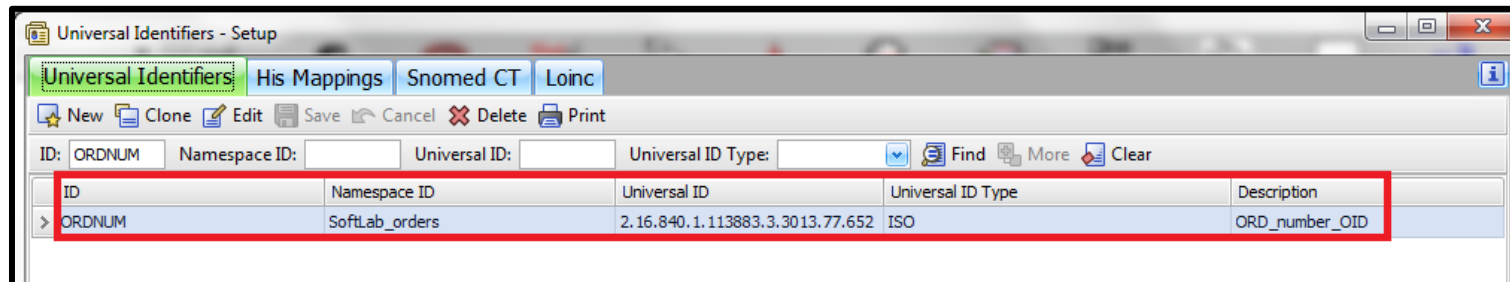 Universal Identifiers - Setup
Universal Identifiers His Mappings Snomed CT Loinc
New Clone Edit Save Cancel Delete Print
ID: ORDNUM Namespace ID: Universal ID: Universal ID Type: Find More Clear
ID Namespace ID Universal ID Universal ID Type Description
ORDNUM SoftLab_orders 2.16.840.1.113883.3.3013.77.652 ISO ORD_number_OID